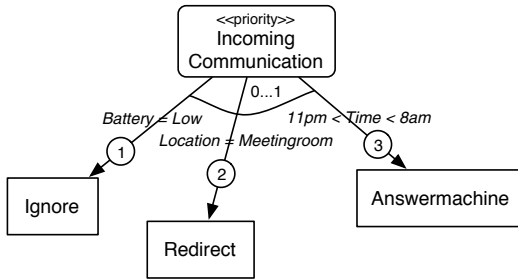 <<priority>>
Incoming
Communication
0...1
Battery = Low
11pm < Time < 8am
Location = Meetingroom
1
2
3
Ignore
Redirect
Answermachine